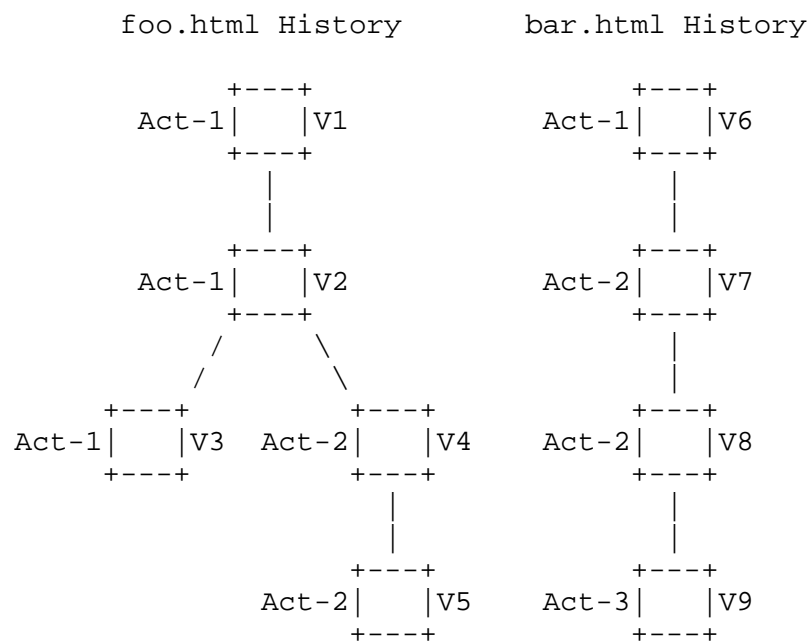 foo.html History bar.html History
+---+ +---+
Act-1| |V1 Act-1| |V6
+---+ +---+
| |
| |
+---+ +---+
Act-1| |V2 Act-2| |V7
+---+ +---+
/ \ |
/ \ |
+---+ +---+ +---+
Act-1| |V3 Act-2| |V4 Act-2| |V8
+---+ +---+ +---+
| |
| |
+---+ +---+
Act-2| |V5 Act-3| |V9
+---+ +---+